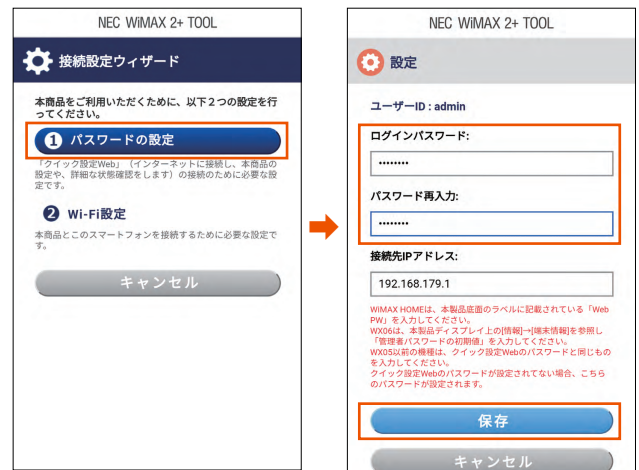 NEC WiMAX 2+ TOOL
接続設定ウィザード
本商品をご利用いただくために、以下２つの設定を行
ってください。
1 パスワードの設定
「クイック設定Web」（インターネットに接続し、本商品の
設定や、詳細な状態確認をします）の接続のために必要な設
定です。
2 Wi-Fi設定
本商品とこのスマートフォンを接続するために必要な設定で
す。
キャンセル
NEC WiMAX 2+ TOOL
設定
ユーザーID : admin
ログインパスワード:
········
パスワード再入力:
········
接続先IPアドレス:
192.168.179.1
WiMAX HOMEは、本製品底面のラベルに記載されている「Web
PW」を入力してください。
WX06は、本製品ディスプレイ上の[情報]→[端末情報]を参照し
「管理者パスワードの初期値」を入力してください。
WX05以前の機種は、クイック設定Webのパスワードと同じもの
を入力してください。
クイック設定Webのパスワードが設定されてない場合、こちら
のパスワードが設定されます。
保存
キャンセル